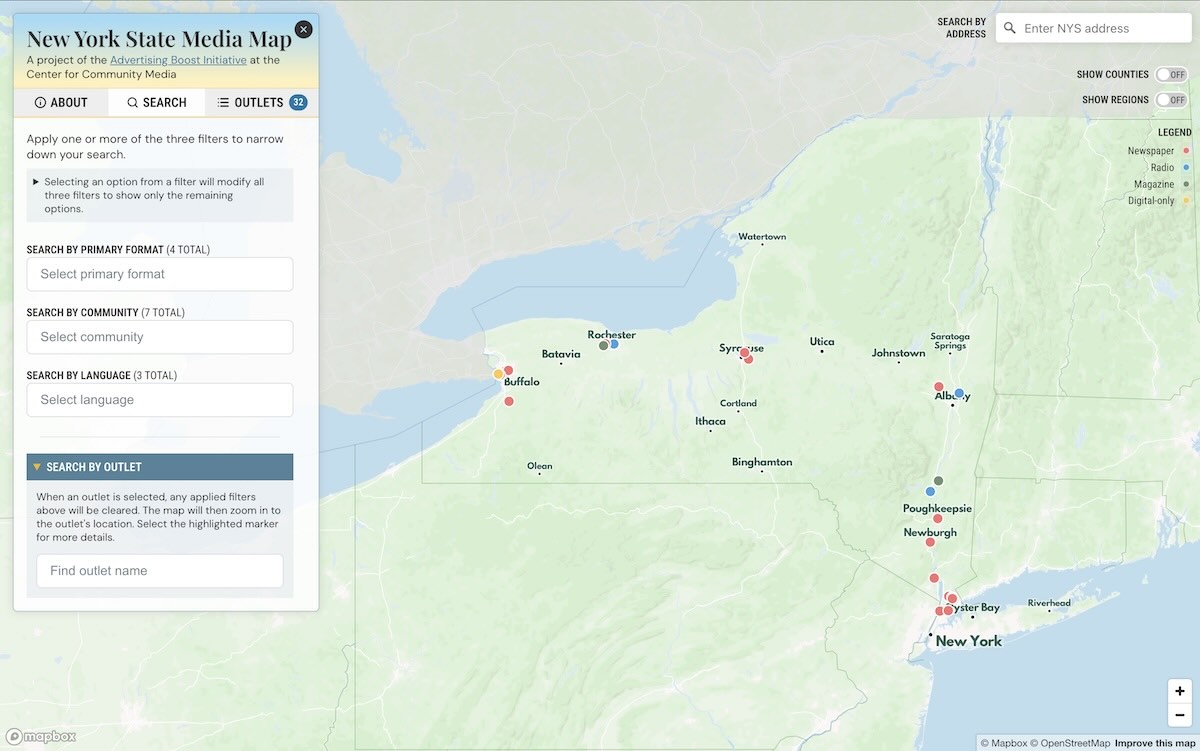 New York State Media Map
A project of the Advertising Boost Initiative at the
Center for Community Media
ABOUT
SEARCH
OUTLETS 32
Apply one or more of the three filters to narrow
down your search.
Selecting an option from a filter will modify all
three filters to show only the remaining
options.
SEARCH BY PRIMARY FORMAT (4 TOTAL)
Select primary format
SEARCH BY COMMUNITY (7 TOTAL)
Select community
SEARCH BY LANGUAGE (3 TOTAL)
Select language
SEARCH BY OUTLET
When an outlet is selected, any applied filters
above will be cleared. The map will then zoom in to
the outlet's location. Select the highlighted marker
for more details.
Find outlet name
SEARCH BY
ADDRESS
Enter NYS address
SHOW COUNTIES OFF
SHOW REGIONS OFF
LEGEND
Newspaper
Radio
Magazine
Digital-only
Watertown
Rochester
Batavia
Syracuse
Utica
Saratoga
Springs
Johnstown
Buffalo
Albany
Cortland
Ithaca
Olean
Binghamton
Poughkeepsie
Newburgh
Oyster Bay
Riverhead
New York
+
−
mapbox
© Mapbox © OpenStreetMap Improve this map